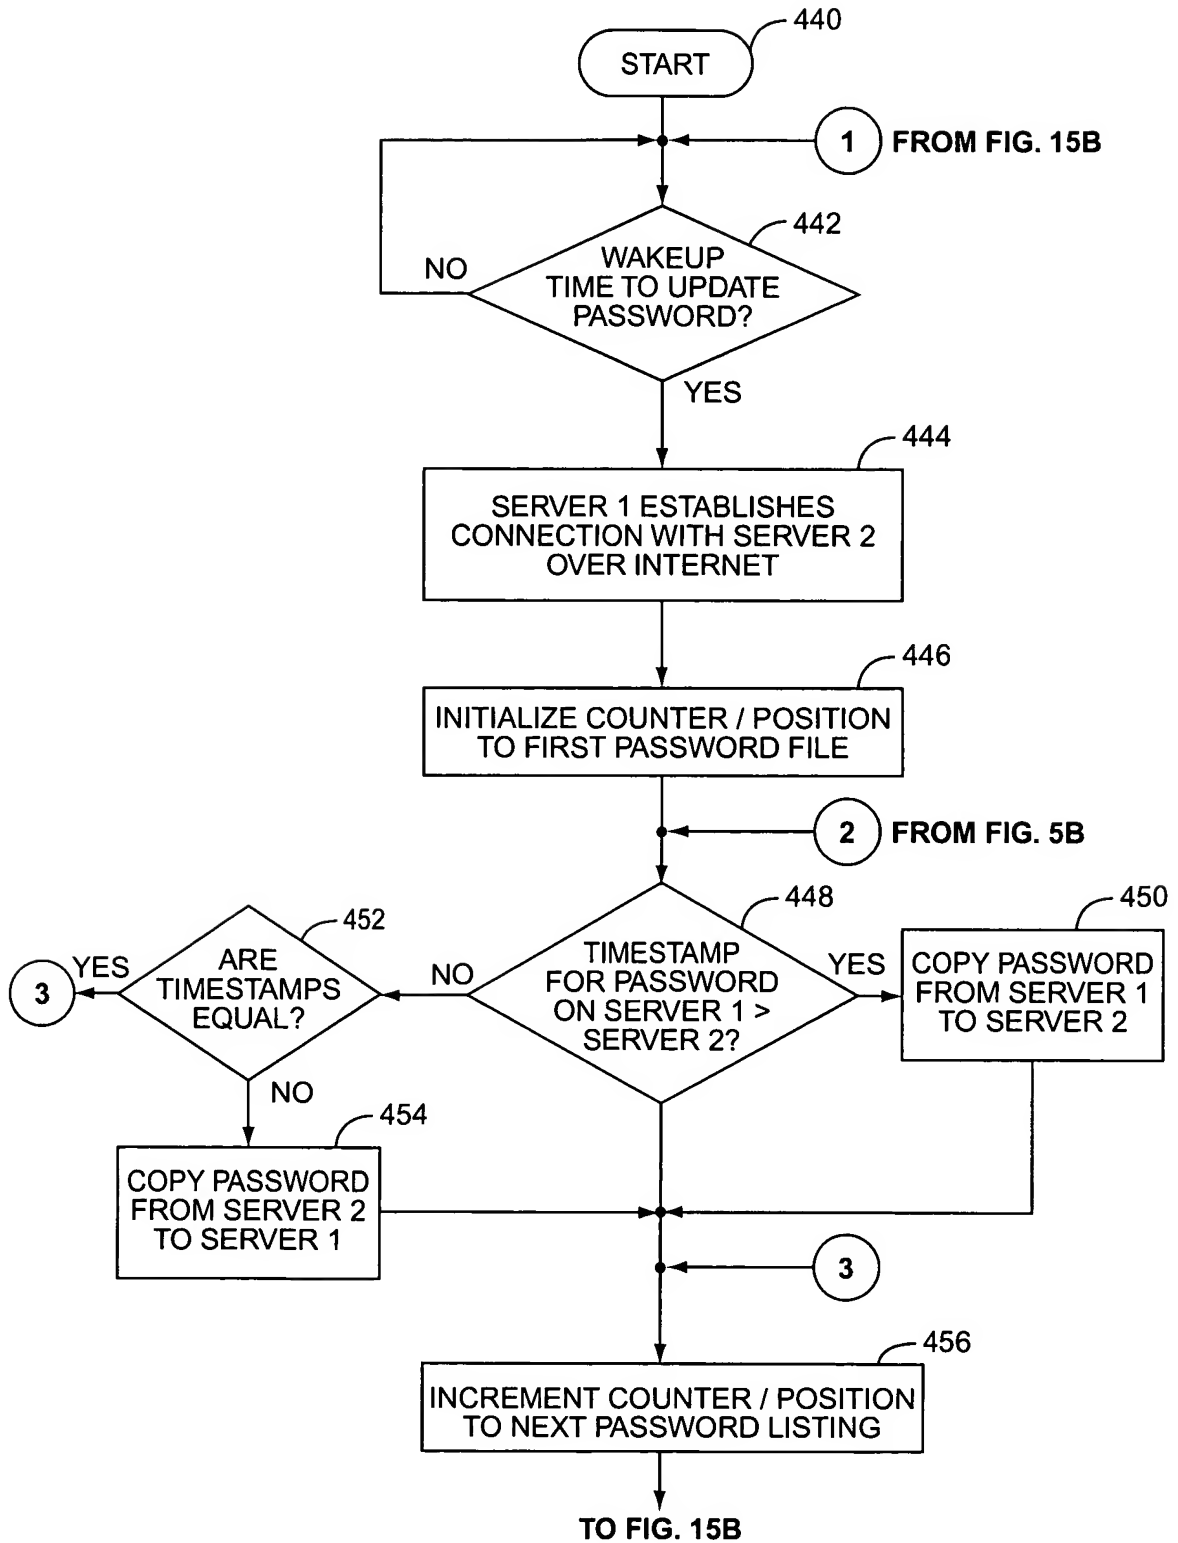 440
START
1 FROM FIG. 15B
442
WAKEUP
TIME TO UPDATE
PASSWORD?
NO
YES
444
SERVER 1 ESTABLISHES
CONNECTION WITH SERVER 2
OVER INTERNET
446
INITIALIZE COUNTER / POSITION
TO FIRST PASSWORD FILE
2 FROM FIG. 5B
448
TIMESTAMP
FOR PASSWORD
ON SERVER 1 >
SERVER 2?
YES
450
COPY PASSWORD
FROM SERVER 1
TO SERVER 2
NO
452
ARE
TIMESTAMPS
EQUAL?
YES
3
NO
454
COPY PASSWORD
FROM SERVER 2
TO SERVER 1
3
456
INCREMENT COUNTER / POSITION
TO NEXT PASSWORD LISTING
TO FIG. 15B